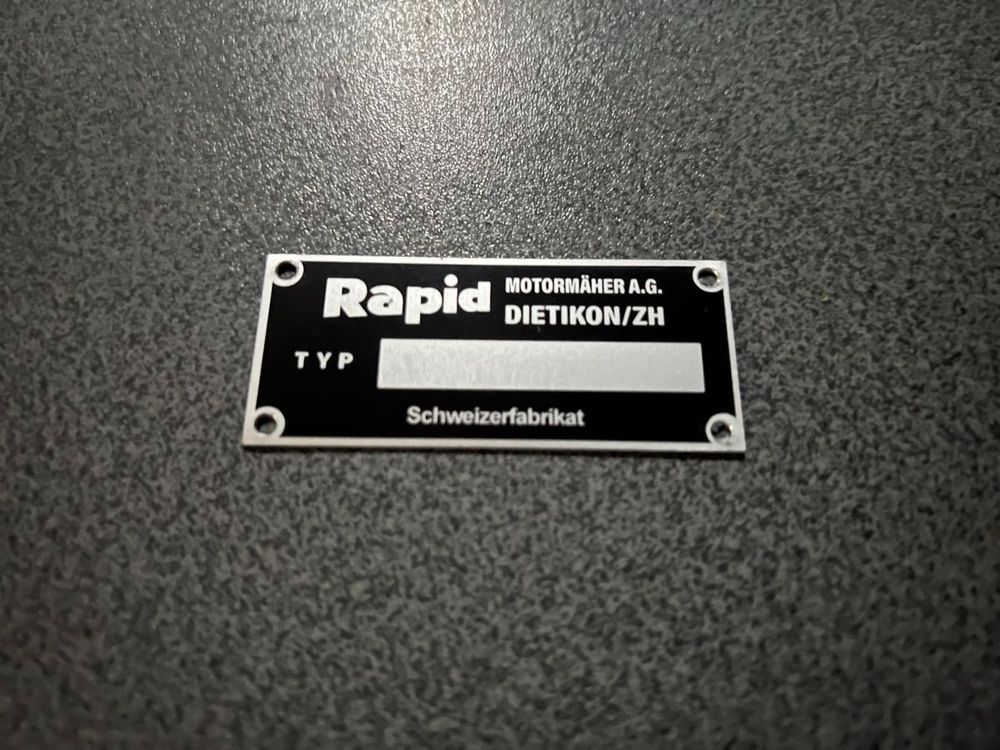 Rapid MOTORMÄHER A.G.
DIETIKON/ZH
TYP
Schweizerfabrikat